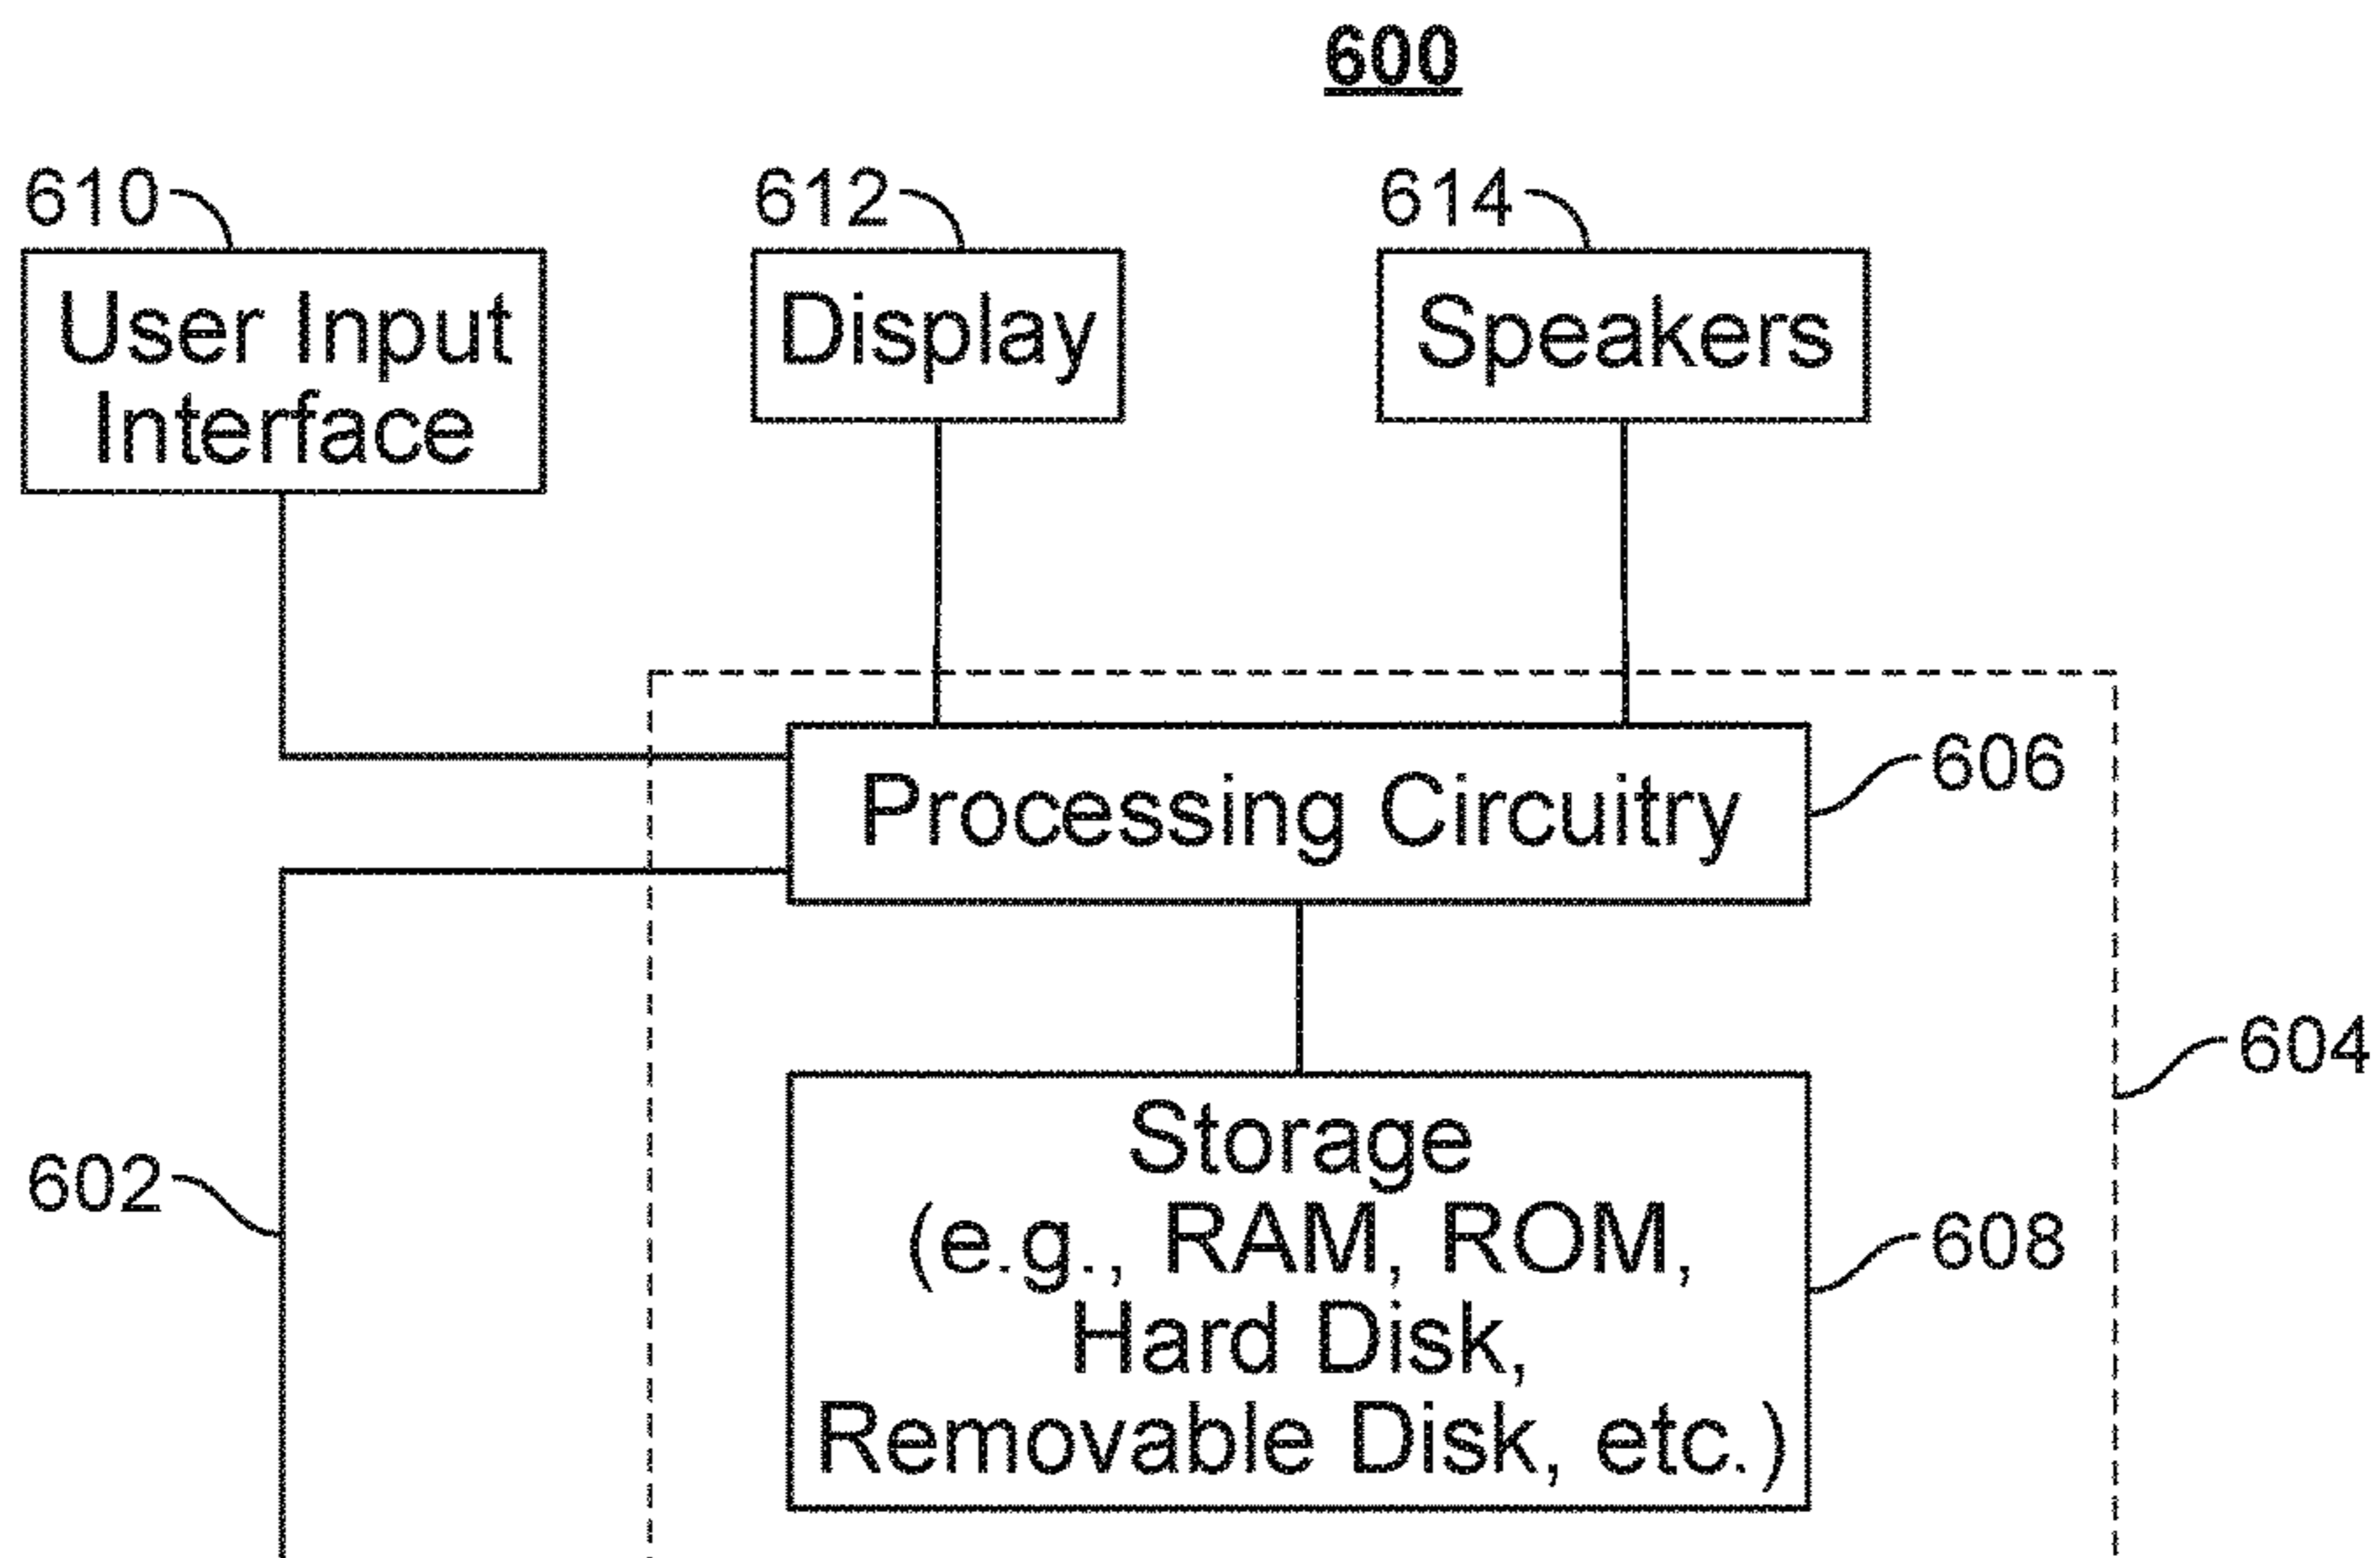 600
610
612
614
User Input
Interface
Display
Speakers
Processing Circuitry
606
604
Storage
(e.g., RAM, ROM,
Hard Disk,
Removable Disk, etc.)
602
608